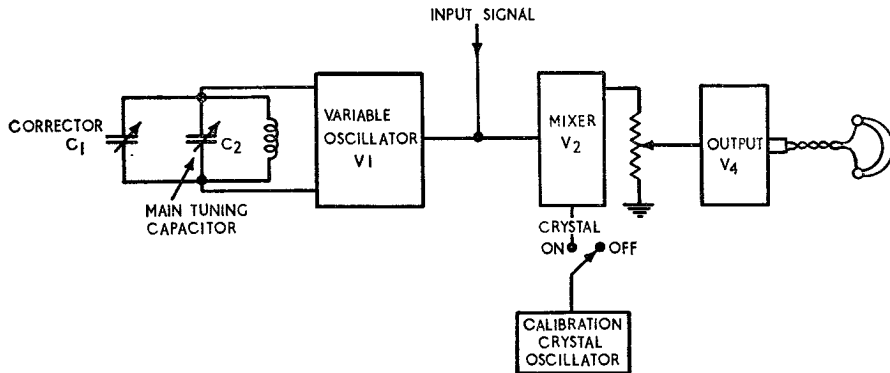 INPUT SIGNAL
CORRECTOR
C1
C2
MAIN TUNING
CAPACITOR
VARIABLE
OSCILLATOR
V1
MIXER
V2
OUTPUT
V4
CRYSTAL
ON
OFF
CALIBRATION
CRYSTAL
OSCILLATOR